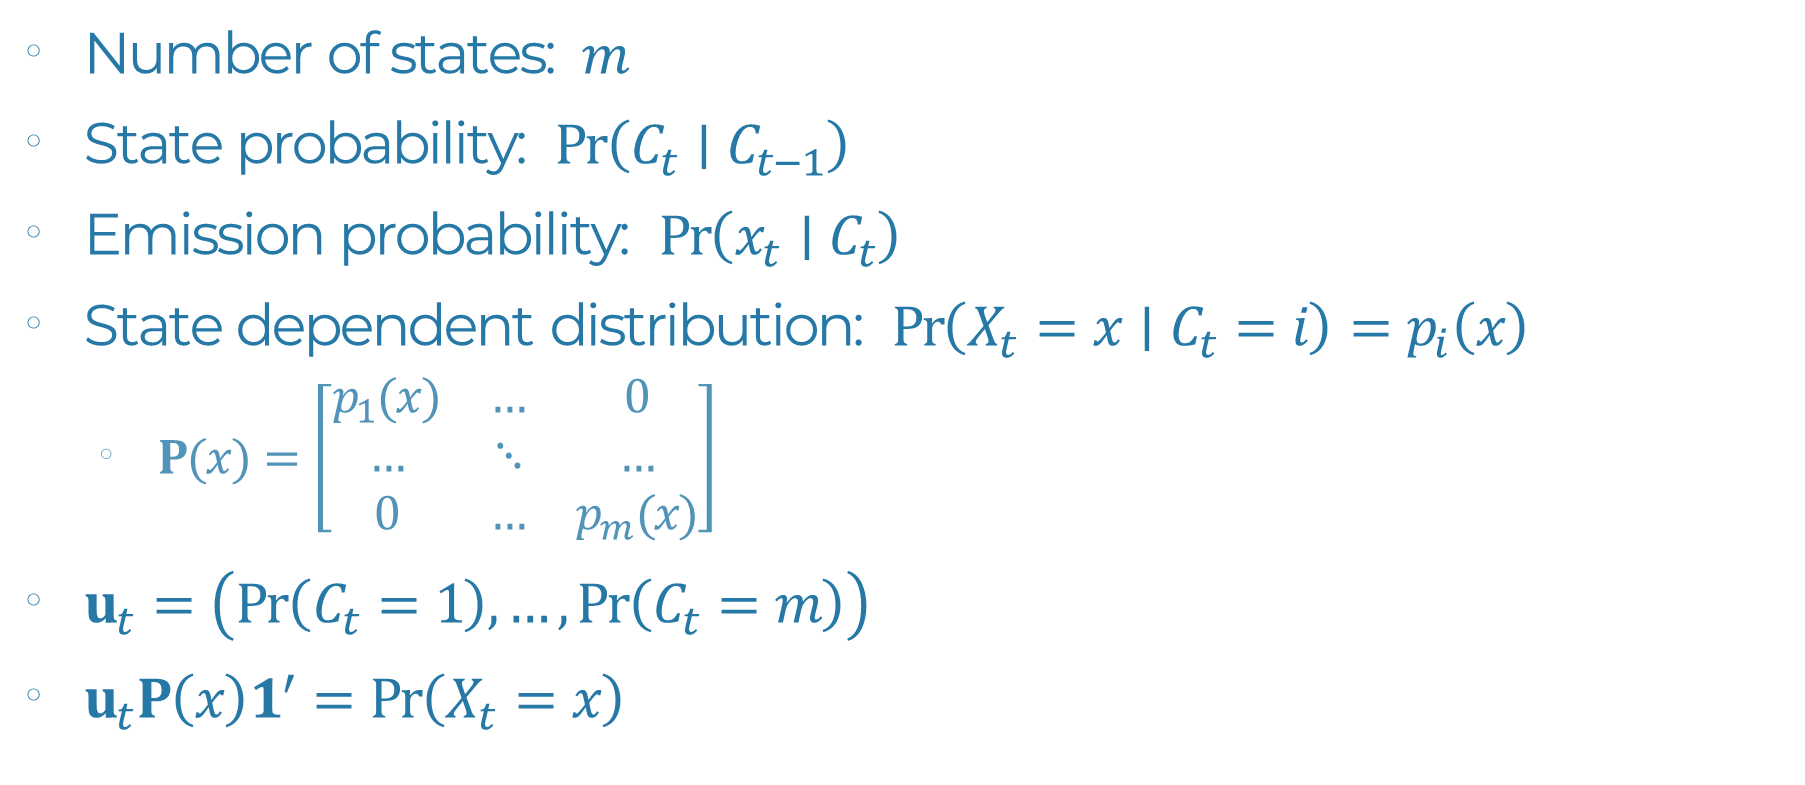 ◦ Number of states: m
◦ State probability: Pr(C_t | C_{t−1})
◦ Emission probability: Pr(x_t | C_t)
◦ State dependent distribution: Pr(X_t = x | C_t = i) = p_i(x)
◦ 𝐏(x) = [p_1(x) … 0
… ⋱ …
0 … p_m(x)]
◦ 𝐮_t = (Pr(C_t = 1), … , Pr(C_t = m))
◦ 𝐮_t𝐏(x)𝟏′ = Pr(X_t = x)